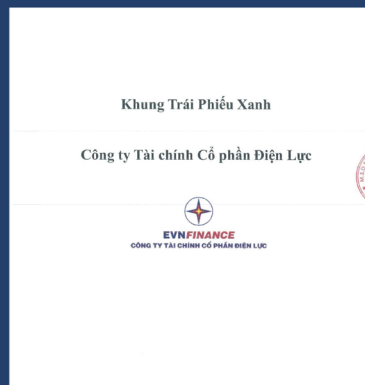 Khung Trái Phiếu Xanh
Công ty Tài chính Cổ phần Điện Lực
EVNFINANCE
CÔNG TY TÀI CHÍNH CỔ PHẦN ĐIỆN LỰC